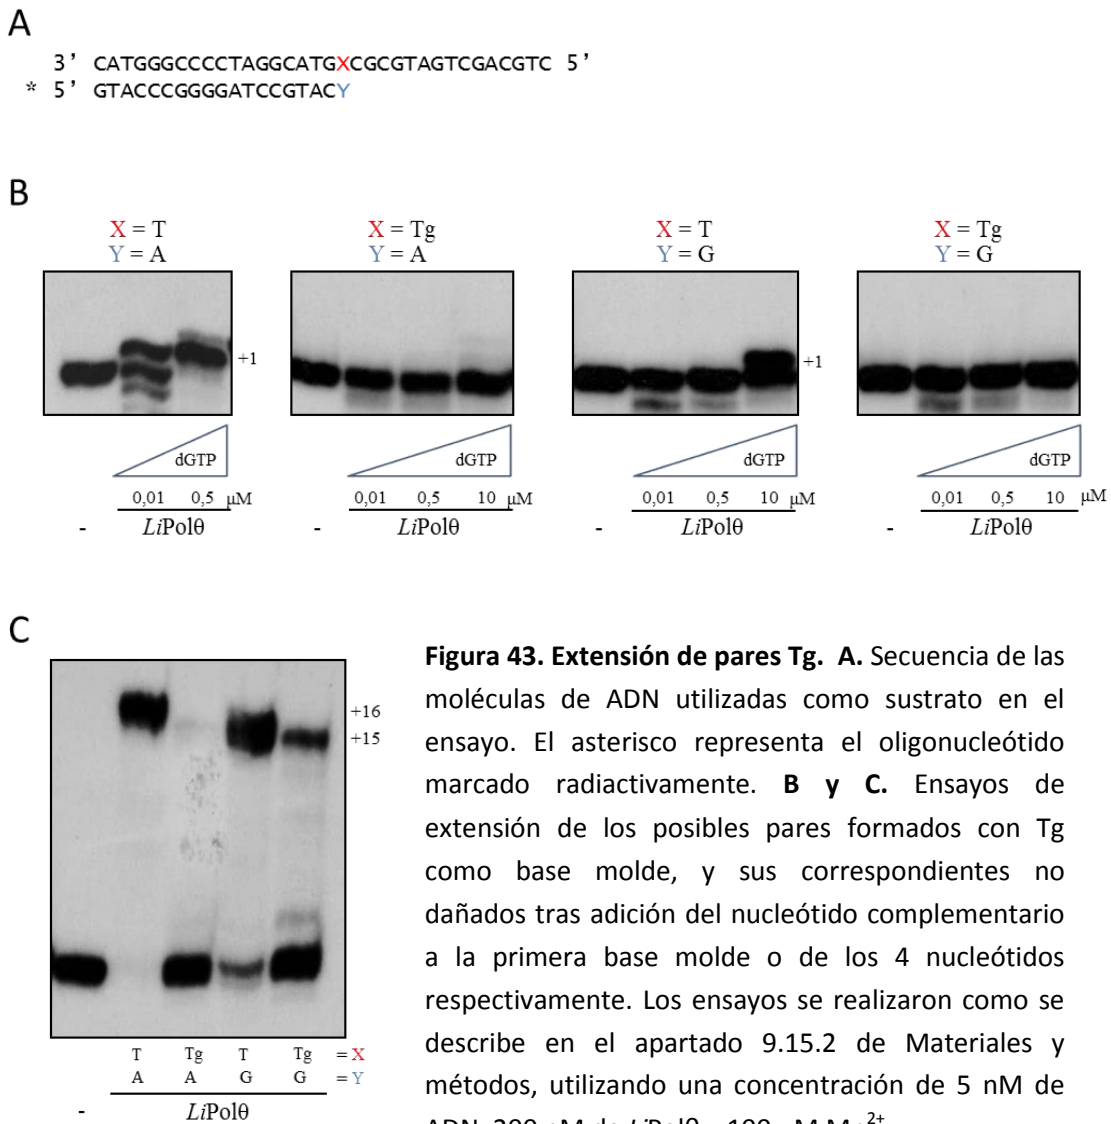 A
3’ CATGGGCCCCTAGGCATGXCGCGTAGTCGACGTC 5’
* 5’ GTACCCGGGGATCCGTACY
B
X = T
Y = A
X = Tg
Y = A
X = T
Y = G
X = Tg
Y = G
+1
+1
dGTP
dGTP
dGTP
dGTP
0,01 0,5 μM
0,01 0,5 10 μM
0,01 0,5 10 μM
0,01 0,5 10 μM
- LiPolθ
- LiPolθ
- LiPolθ
- LiPolθ
C
+16
+15
T Tg T Tg = X
A A G G = Y
- LiPolθ
Figura 43. Extensión de pares Tg. A. Secuencia de las
moléculas de ADN utilizadas como sustrato en el
ensayo. El asterisco representa el oligonucleótido
marcado radiactivamente. B y C. Ensayos de
extensión de los posibles pares formados con Tg
como base molde, y sus correspondientes no
dañados tras adición del nucleótido complementario
a la primera base molde o de los 4 nucleótidos
respectivamente. Los ensayos se realizaron como se
describe en el apartado 9.15.2 de Materiales y
métodos, utilizando una concentración de 5 nM de
2+